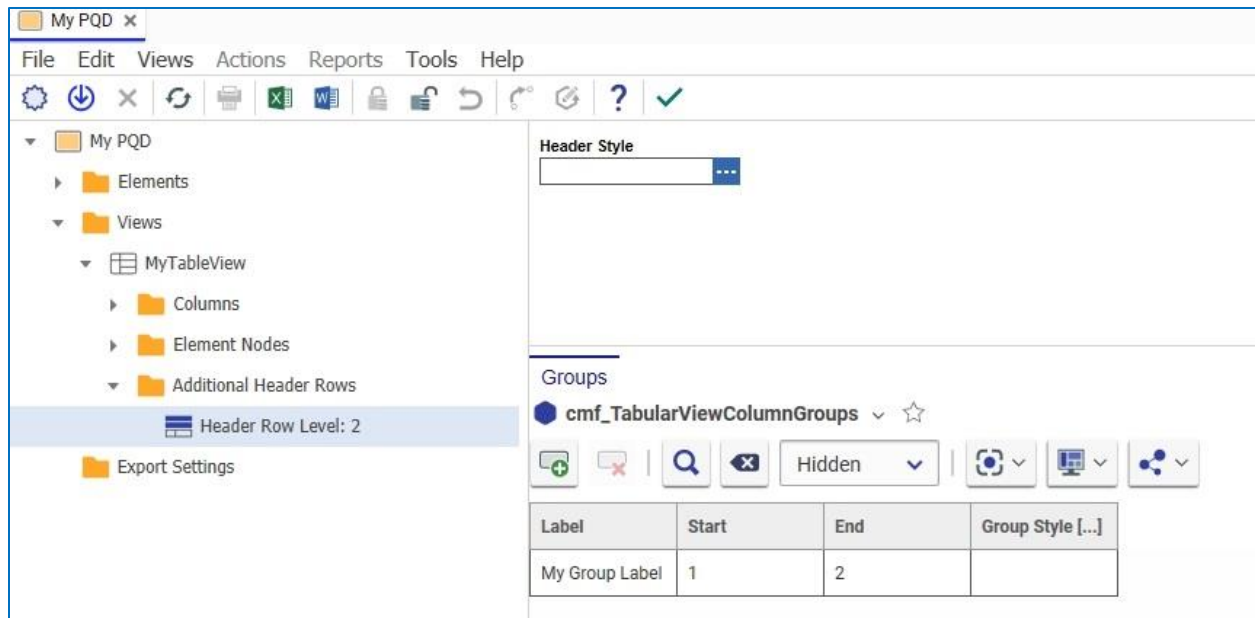 My PQD
File Edit Views Actions Reports Tools Help
My PQD
Elements
Views
MyTableView
Columns
Element Nodes
Additional Header Rows
Header Row Level: 2
Export Settings
Header Style
Groups
cmf_TabularViewColumnGroups
Hidden
Label Start End Group Style [...]
My Group Label 1 2